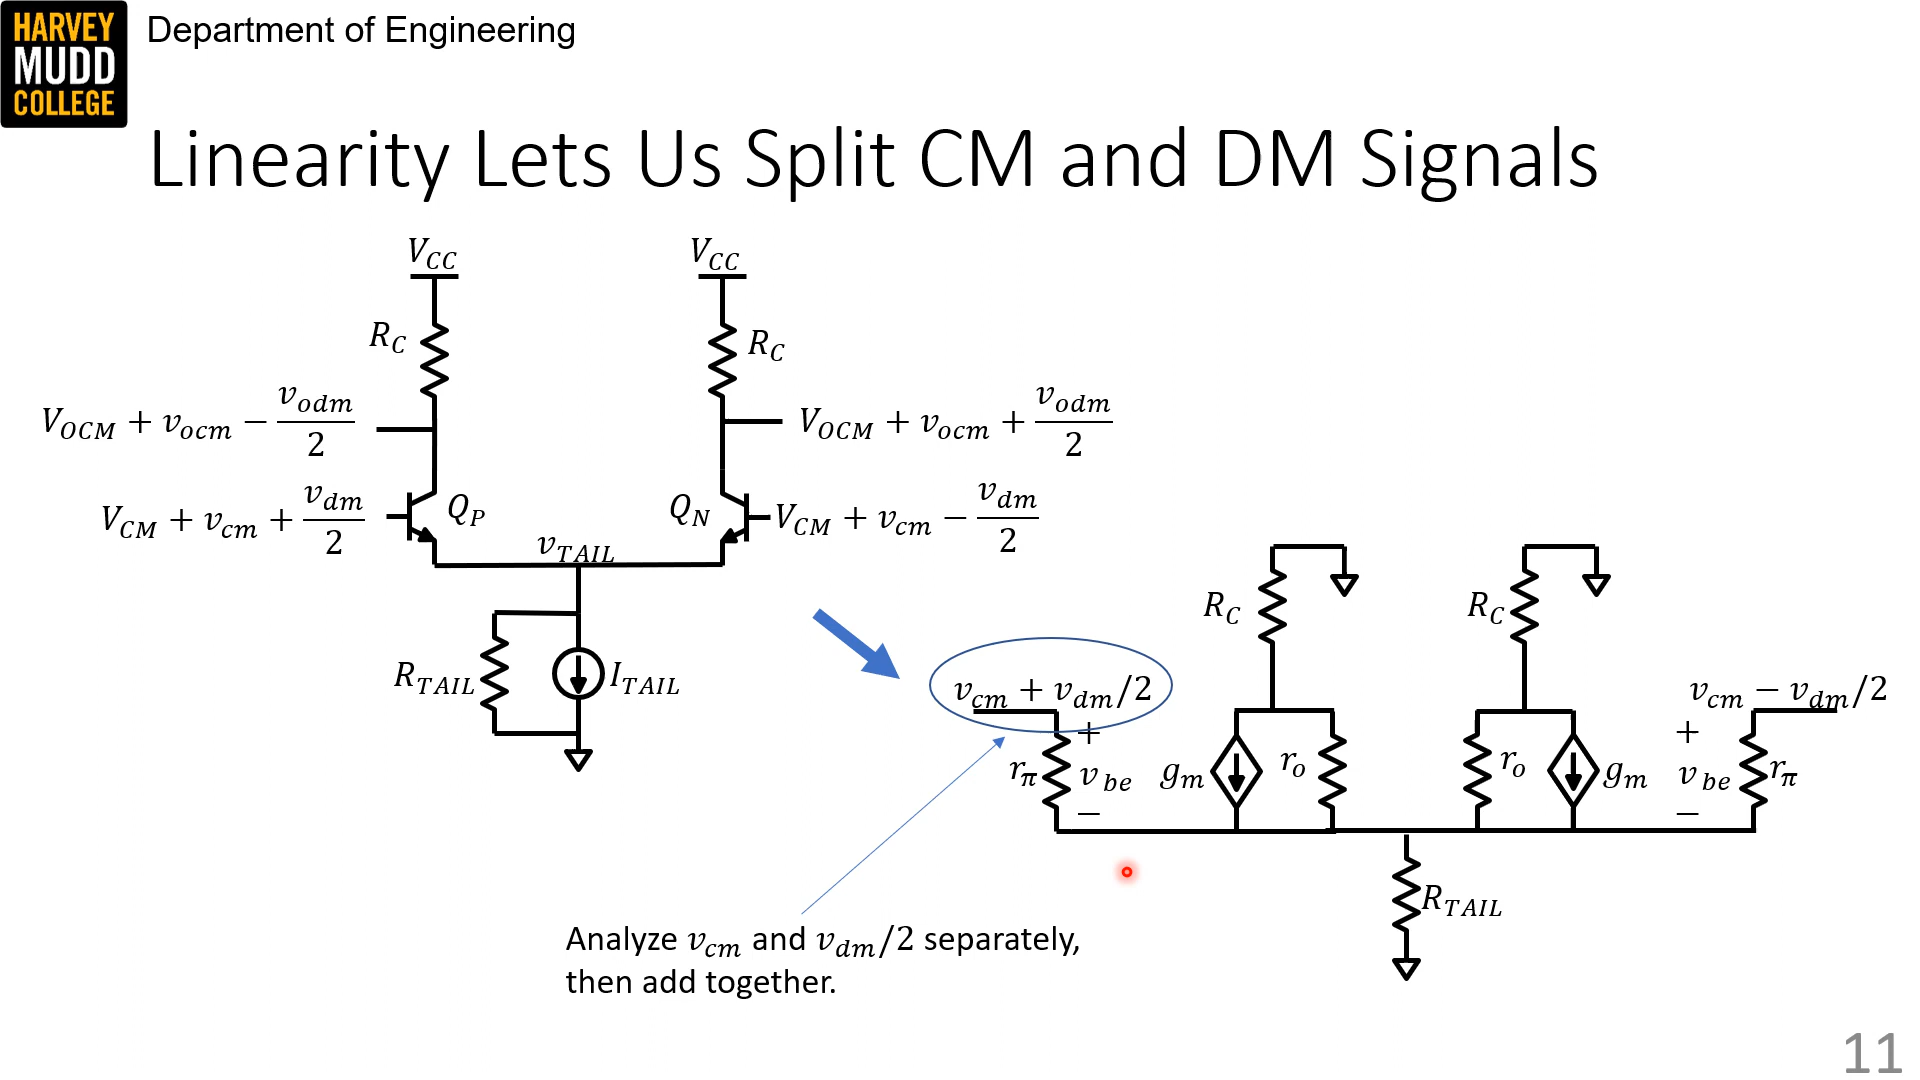 HARVEY
MUDD
COLLEGE
Department of Engineering
Linearity Lets Us Split CM and DM Signals
V_CC
V_CC
R_C
R_C
V_OCM + v_ocm − v_odm/2
V_OCM + v_ocm + v_odm/2
V_CM + v_cm + v_dm/2
Q_P
Q_N
V_CM + v_cm − v_dm/2
v_TAIL
R_TAIL
I_TAIL
R_C
R_C
v_cm + v_dm/2
v_cm − v_dm/2
+
r_π
v_be
−
g_m
r_o
r_o
g_m
+
v_be
−
r_π
R_TAIL
Analyze v_cm and v_dm/2 separately,
then add together.
11